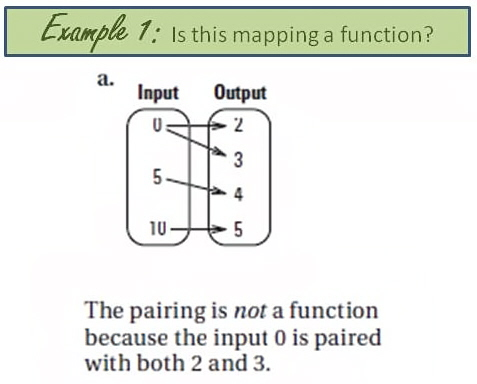 Example 1: Is this mapping a function?
a.
Input Output
0 2
3
5 4
10 5
The pairing is not a function
because the input 0 is paired
with both 2 and 3.